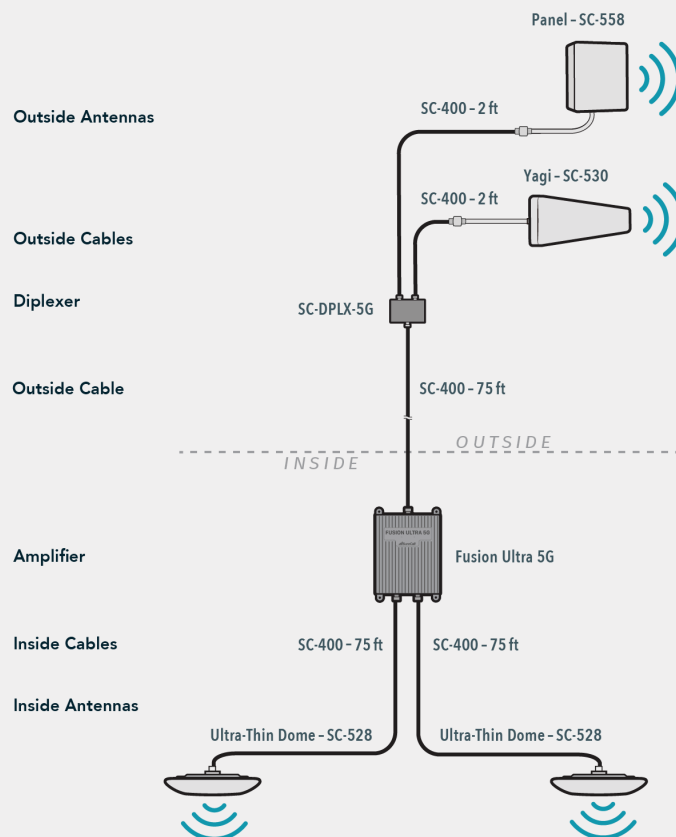 Panel – SC-558
SC-400 – 2 ft
Outside Antennas
Yagi – SC-530
SC-400 – 2 ft
Outside Cables
Diplexer
SC-DPLX-5G
Outside Cable
SC-400 – 75 ft
OUTSIDE
INSIDE
FUSION ULTRA 5G
Amplifier
Fusion Ultra 5G
Inside Cables
SC-400 – 75 ft
SC-400 – 75 ft
Inside Antennas
Ultra-Thin Dome – SC-528
Ultra-Thin Dome – SC-528